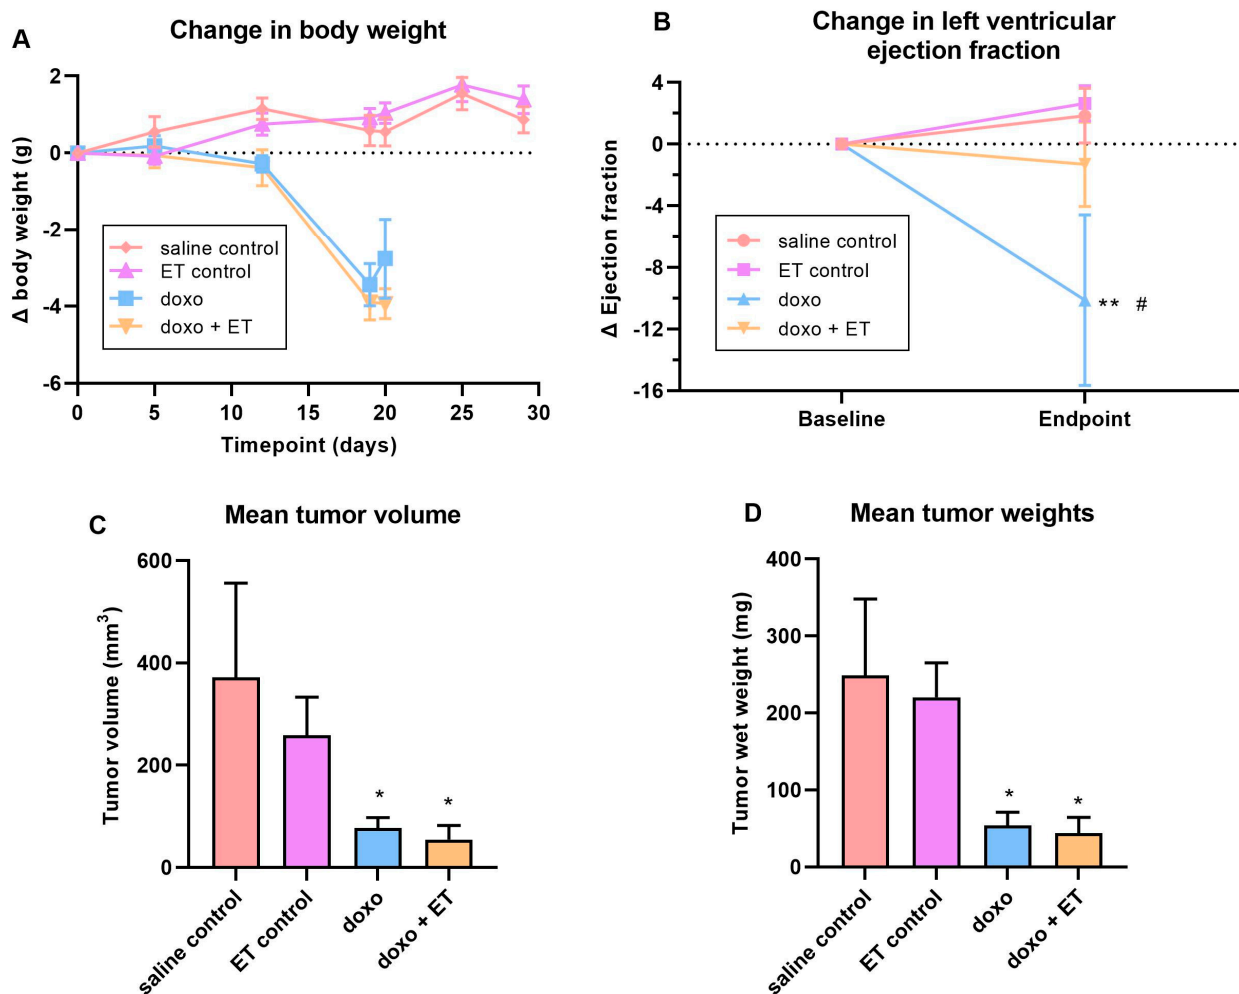 A
Change in body weight
2
0
-2
-4
-6
Δ body weight (g)
saline control
ET control
doxo
doxo + ET
0 5 10 15 20 25 30
Timepoint (days)
B
Change in left ventricular
ejection fraction
4
0
-4
-8
-12
-16
Δ Ejection fraction
saline control
ET control
doxo
doxo + ET
** #
Baseline Endpoint
C
Mean tumor volume
600
400
200
0
Tumor volume (mm³)
* *
saline control
ET control
doxo
doxo + ET
D
Mean tumor weights
400
300
200
100
0
Tumor wet weight (mg)
* *
saline control
ET control
doxo
doxo + ET